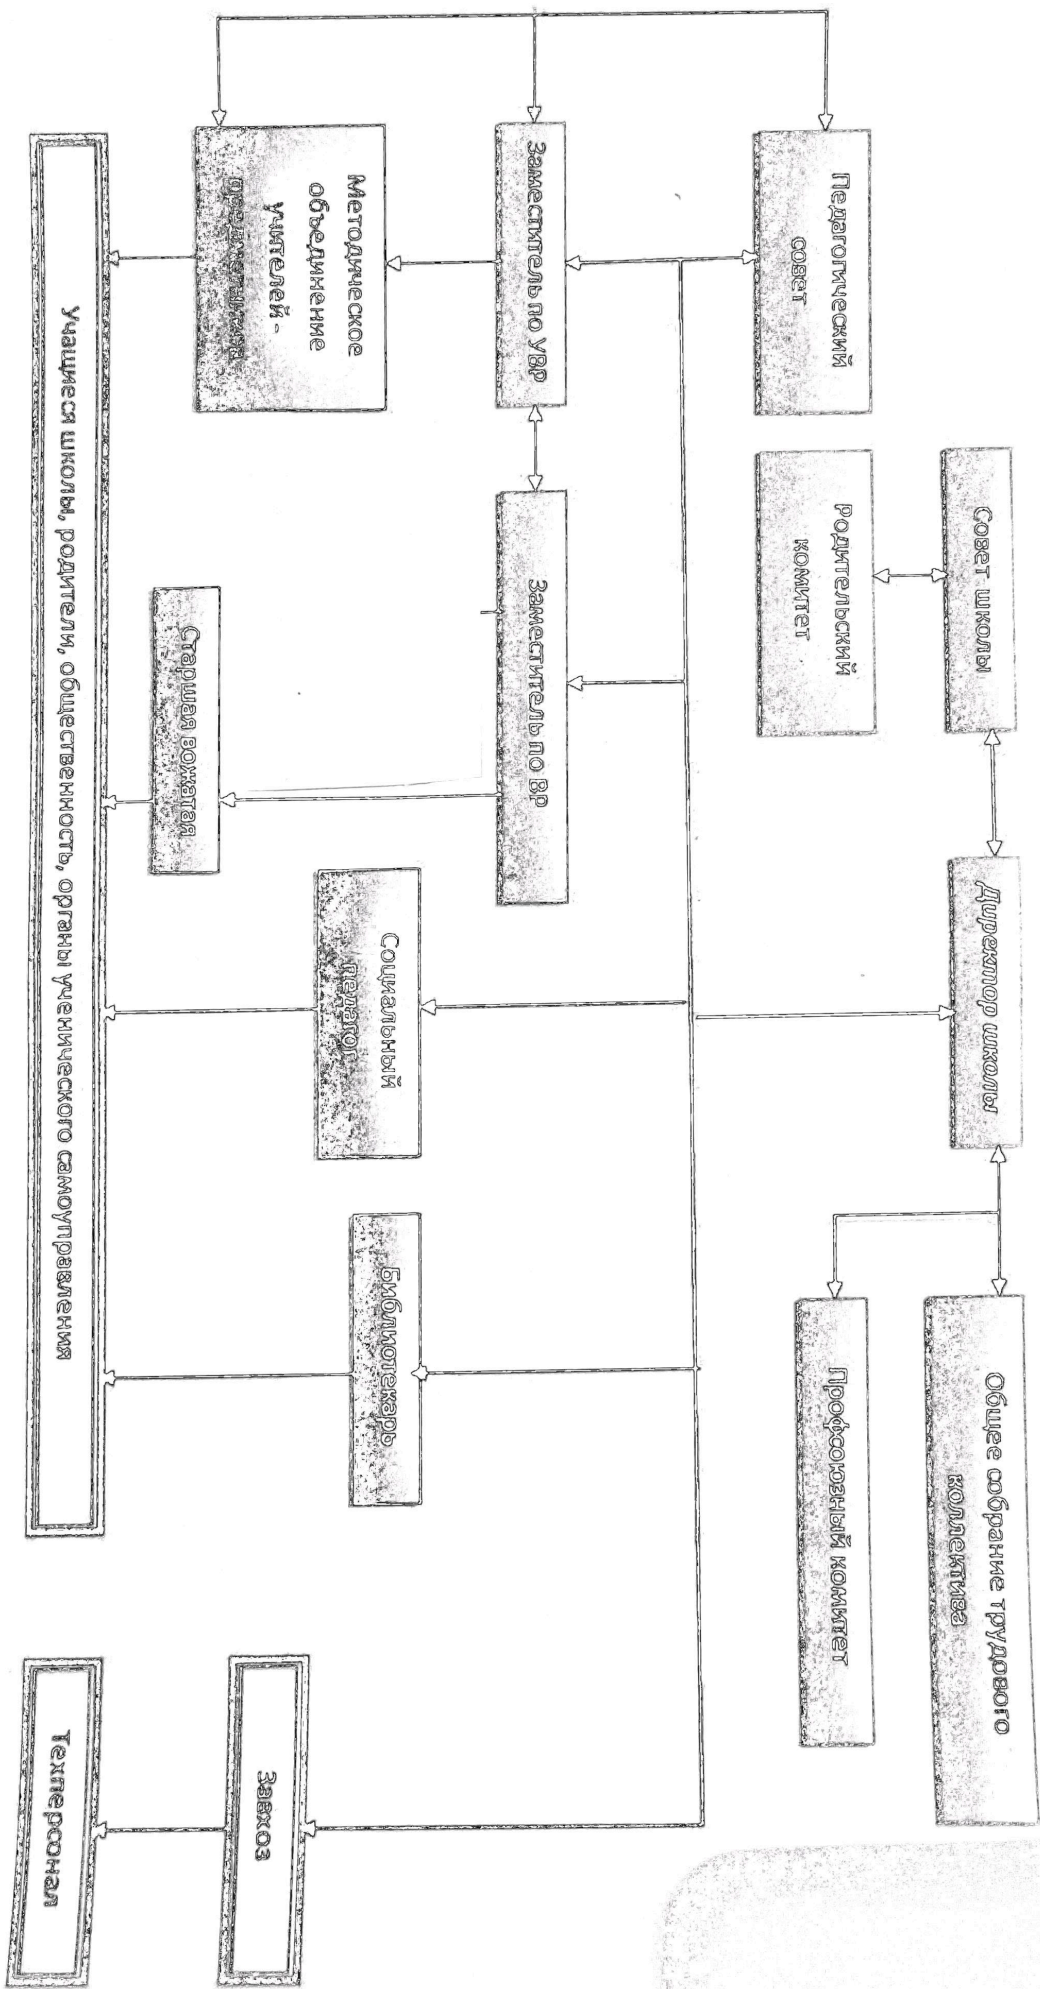 Директор школы
Совет школы
Общее собрание трудового
коллектива
Педагогический
совет
Родительский
комитет
Профсоюзный комитет
Заместитель по УВР
Заместитель по ВР
Методическое
объединение
учителей -
предметников
Социальный
педагог
Библиотекарь
Старшая вожатая
Завхоз
Учащиеся школы, родители, общественность, органы ученического самоуправления
Техперсонал